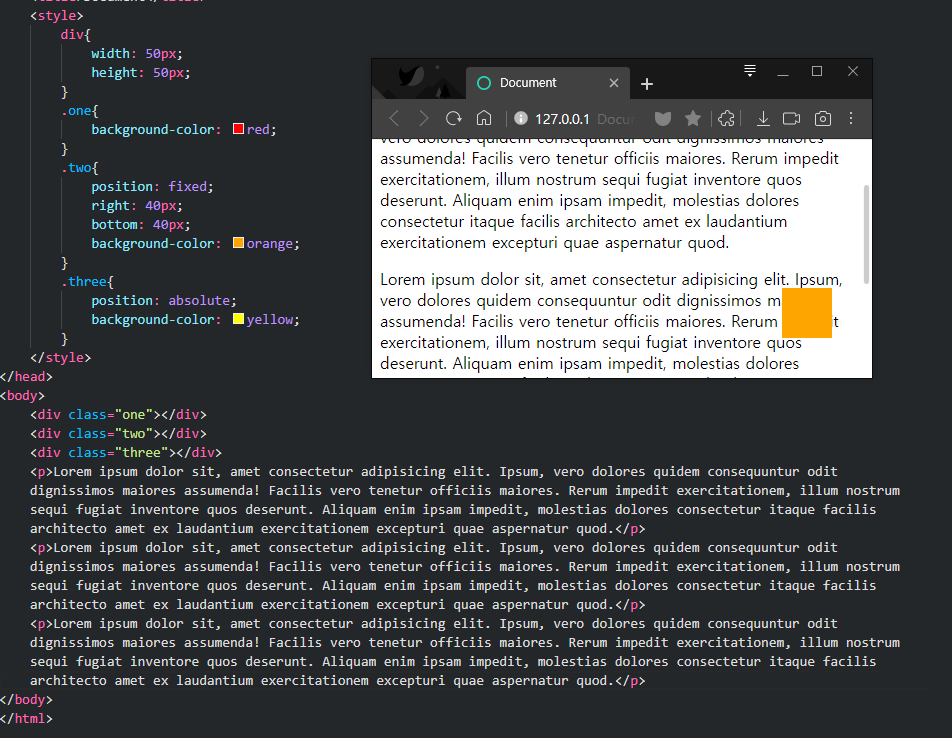 <style>
div{
width: 50px;
height: 50px;
}
.one{
background-color: red;
}
.two{
position: fixed;
right: 40px;
bottom: 40px;
background-color: orange;
}
.three{
position: absolute;
background-color: yellow;
}
</style>
</head>
<body>
<div class="one"></div>
<div class="two"></div>
<div class="three"></div>
<p>Lorem ipsum dolor sit, amet consectetur adipisicing elit. Ipsum, vero dolores quidem consequuntur odit
dignissimos maiores assumenda! Facilis vero tenetur officiis maiores. Rerum impedit exercitationem, illum nostrum
sequi fugiat inventore quos deserunt. Aliquam enim ipsam impedit, molestias dolores consectetur itaque facilis
architecto amet ex laudantium exercitationem excepturi quae aspernatur quod.</p>
<p>Lorem ipsum dolor sit, amet consectetur adipisicing elit. Ipsum, vero dolores quidem consequuntur odit
dignissimos maiores assumenda! Facilis vero tenetur officiis maiores. Rerum impedit exercitationem, illum nostrum
sequi fugiat inventore quos deserunt. Aliquam enim ipsam impedit, molestias dolores consectetur itaque facilis
architecto amet ex laudantium exercitationem excepturi quae aspernatur quod.</p>
<p>Lorem ipsum dolor sit, amet consectetur adipisicing elit. Ipsum, vero dolores quidem consequuntur odit
dignissimos maiores assumenda! Facilis vero tenetur officiis maiores. Rerum impedit exercitationem, illum nostrum
sequi fugiat inventore quos deserunt. Aliquam enim ipsam impedit, molestias dolores consectetur itaque facilis
architecto amet ex laudantium exercitationem excepturi quae aspernatur quod.</p>
</body>
</html>
Document
127.0.0.1 Docu
vero dolores quidem consequuntur odit dignissimos maiores
assumenda! Facilis vero tenetur officiis maiores. Rerum impedit
exercitationem, illum nostrum sequi fugiat inventore quos
deserunt. Aliquam enim ipsam impedit, molestias dolores
consectetur itaque facilis architecto amet ex laudantium
exercitationem excepturi quae aspernatur quod.
Lorem ipsum dolor sit, amet consectetur adipisicing elit. Ipsum,
vero dolores quidem consequuntur odit dignissimos m
assumenda! Facilis vero tenetur officiis maiores. Rerum it
exercitationem, illum nostrum sequi fugiat inventore quos
deserunt. Aliquam enim ipsam impedit, molestias dolores